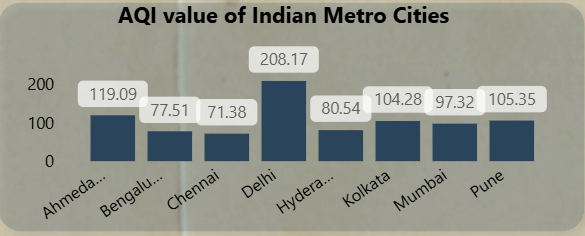 AQI value of Indian Metro Cities
208.17
200
119.09
77.51
71.38
80.54
104.28
97.32
105.35
100
0
Ahmeda...
Bengalu...
Chennai
Delhi
Hydera...
Kolkata
Mumbai
Pune